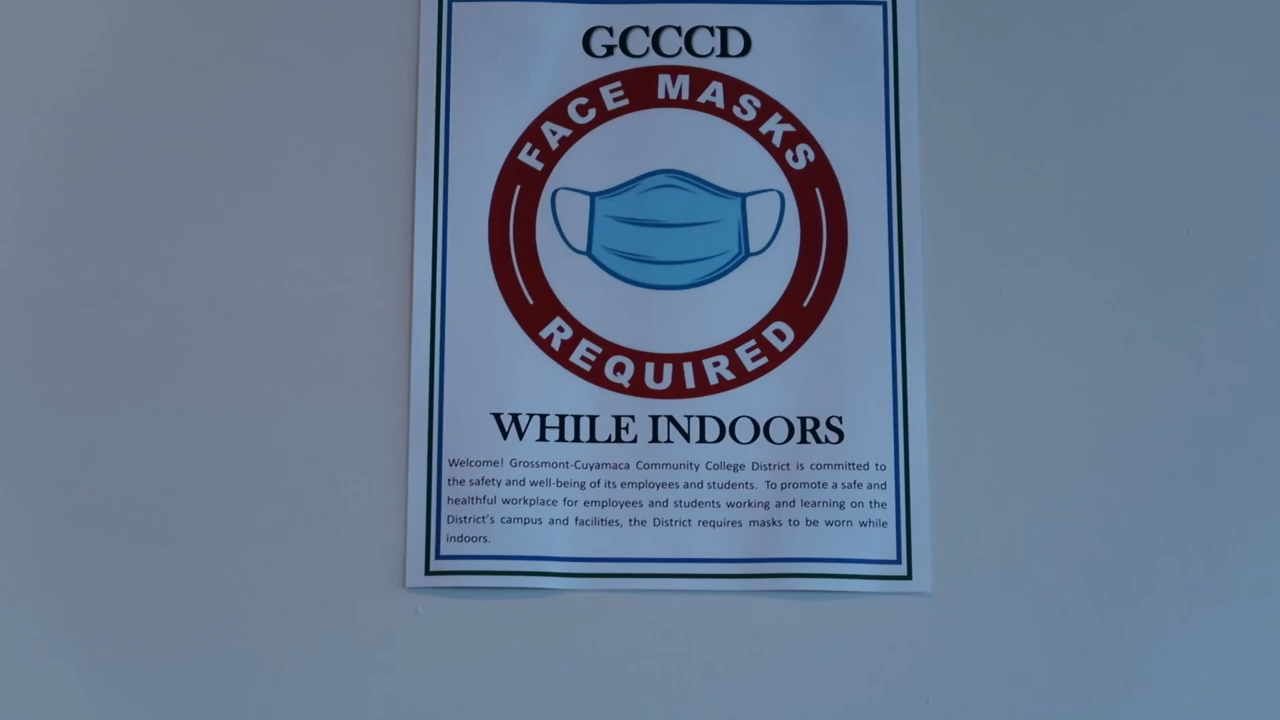 GCCCD
FACE MASKS
REQUIRED
WHILE INDOORS
Welcome! Grossmont-Cuyamaca Community College District is committed to
the safety and well-being of its employees and students. To promote a safe and
healthful workplace for employees and students working and learning on the
District's campus and facilities, the District requires masks to be worn while
indoors.